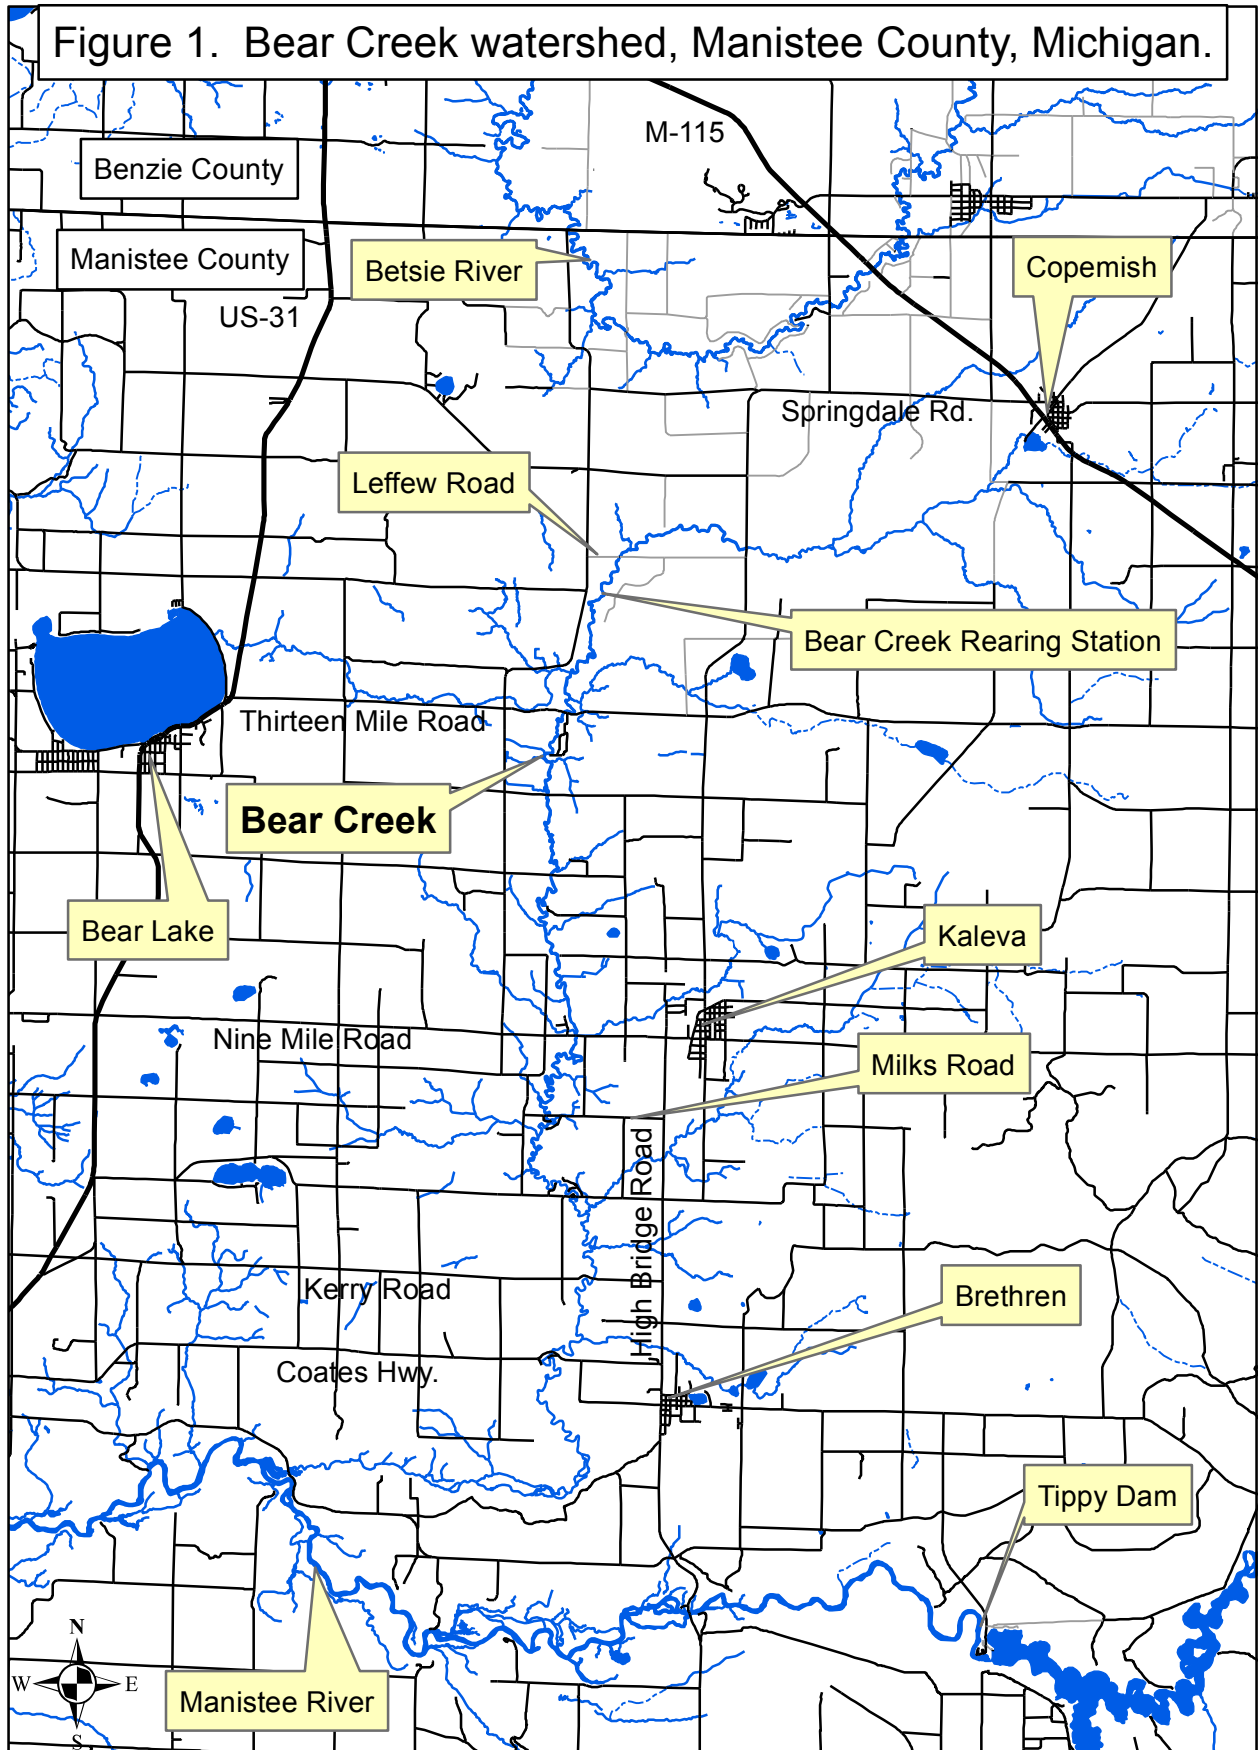 Figure 1. Bear Creek watershed, Manistee County, Michigan.
M-115
Benzie County
Manistee County
Betsie River
Copemish
US-31
Springdale Rd.
Leffew Road
Bear Creek Rearing Station
Thirteen Mile Road
Bear Creek
Bear Lake
Kaleva
Nine Mile Road
Milks Road
High Bridge Road
Kerry Road
Brethren
Coates Hwy.
Tippy Dam
Manistee River
N
W
E
S